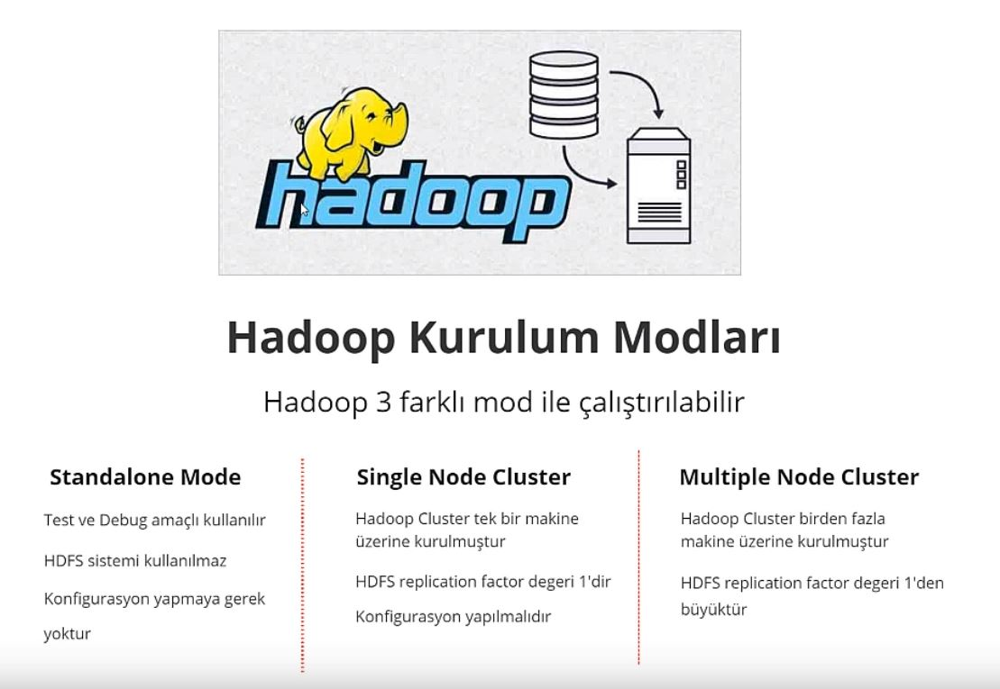 hadoop
Hadoop Kurulum Modları
Hadoop 3 farklı mod ile çalıştırılabilir
Standalone Mode
Test ve Debug amaçlı kullanılır
HDFS sistemi kullanılmaz
Konfigurasyon yapmaya gerek
yoktur
Single Node Cluster
Hadoop Cluster tek bir makine
üzerine kurulmuştur
HDFS replication factor degeri 1'dir
Konfigurasyon yapılmalıdır
Multiple Node Cluster
Hadoop Cluster birden fazla
makine üzerine kurulmuştur
HDFS replication factor degeri 1'den
büyüktür